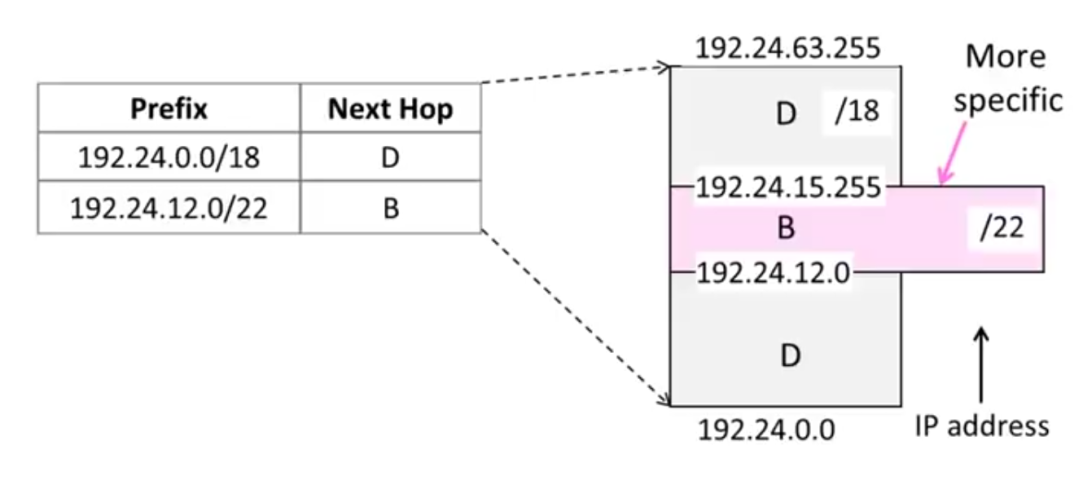 Prefix Next Hop
192.24.0.0/18 D
192.24.12.0/22 B
192.24.63.255
More
specific
D /18
192.24.15.255
B /22
192.24.12.0
D
192.24.0.0
IP address